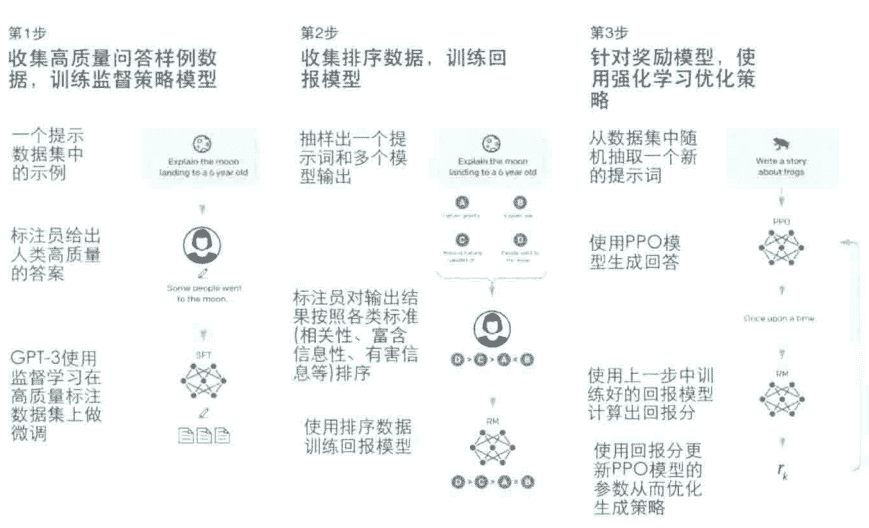 第1步
收集高质量问答样例数
据，训练监督策略模型
一个提示
数据集中
的示例
Explain the moon
landing to a 6 year old
标注员给出
人类高质量
的答案
Some people went
to the moon.
GPT-3使用
监督学习在
高质量标注
数据集上做
微调
SFT
第2步
收集排序数据，训练回
报模型
抽样出一个提
示词和多个模
型输出
Explain the moon
landing to a 6 year old
A
B
C
D
标注员对输出结
果按照各类标准
(相关性、富含
信息性、有害信
息等)排序
D > C > A = B
使用排序数据
训练回报模型
RM
D > C > A = B
第3步
针对奖励模型，使
用强化学习优化策
略
从数据集中随
机抽取一个新
的提示词
Write a story
about frogs
使用PPO模
型生成回答
PPO
Once upon a time
使用上一步中训
练好的回报模型
计算出回报分
RM
使用回报分更
新PPO模型的
参数从而优化
生成策略
rk